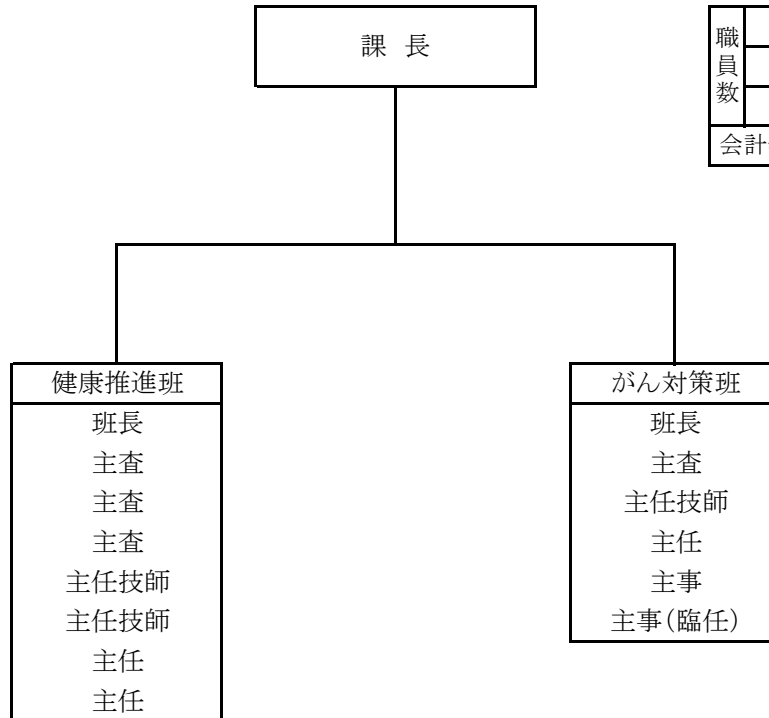 課 長
職員数
会計
健康推進班
班長
主査
主査
主査
主任技師
主任技師
主任
主任
がん対策班
班長
主査
主任技師
主任
主事
主事（臨任）